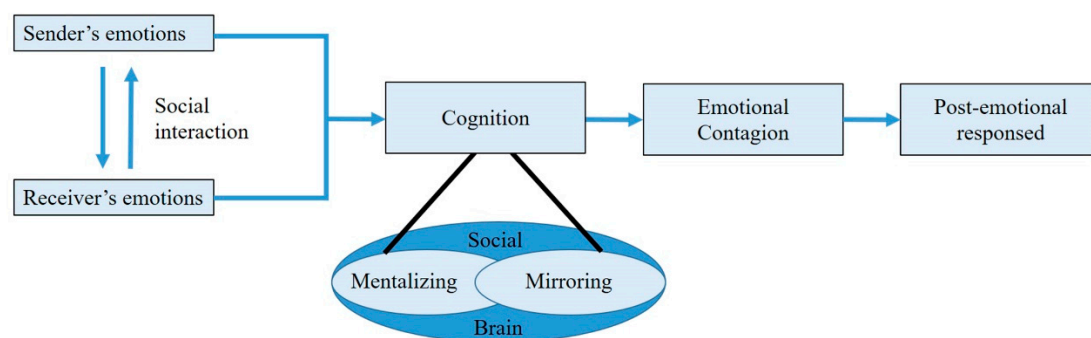 Sender's emotions
Social
interaction
Receiver's emotions
Cognition
Emotional
Contagion
Post-emotional
responsed
Social
Mentalizing
Mirroring
Brain